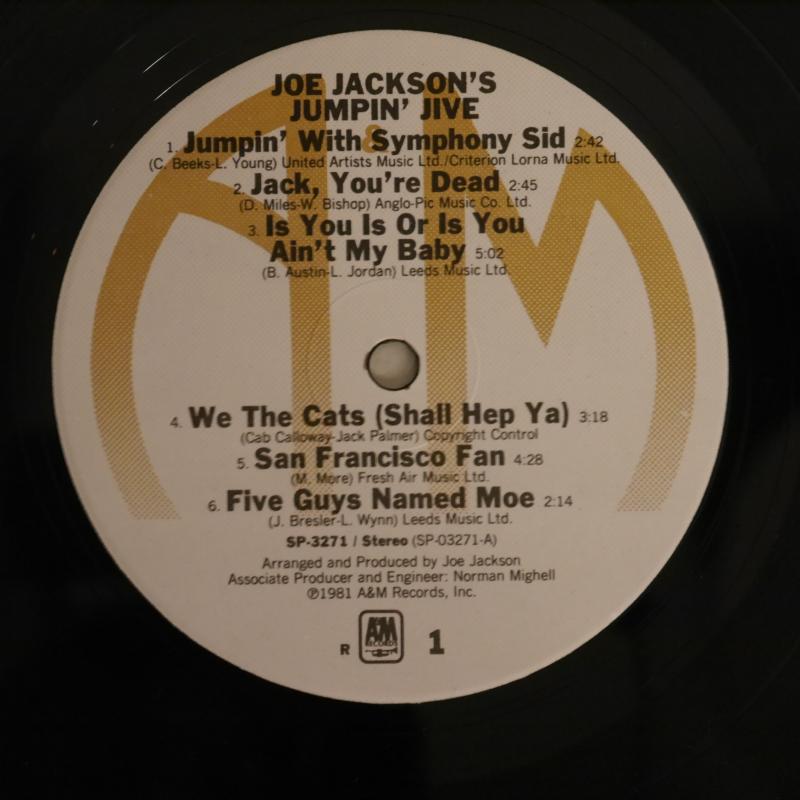 JOE JACKSON'S
JUMPIN' JIVE
1. Jumpin' With Symphony Sid 2:42
(C. Beeks-L. Young) United Artists Music Ltd./Criterion Lorna Music Ltd.
2. Jack, You're Dead 2:45
(D. Miles-W. Bishop) Anglo-Pic Music Co. Ltd.
3. Is You Is Or Is You
Ain't My Baby 5:02
(B. Austin-L. Jordan) Leeds Music Ltd.
4. We The Cats (Shall Hep Ya) 3:18
(Cab Calloway-Jack Palmer) Copyright Control
5. San Francisco Fan 4:28
(M. More) Fresh Air Music Ltd.
6. Five Guys Named Moe 2:14
(J. Bresler-L. Wynn) Leeds Music Ltd.
SP-3271 / Stereo (SP-03271-A)
Arranged and Produced by Joe Jackson
Associate Producer and Engineer: Norman Mighell
℗1981 A&M Records, Inc.
R A&M RECORDS 1